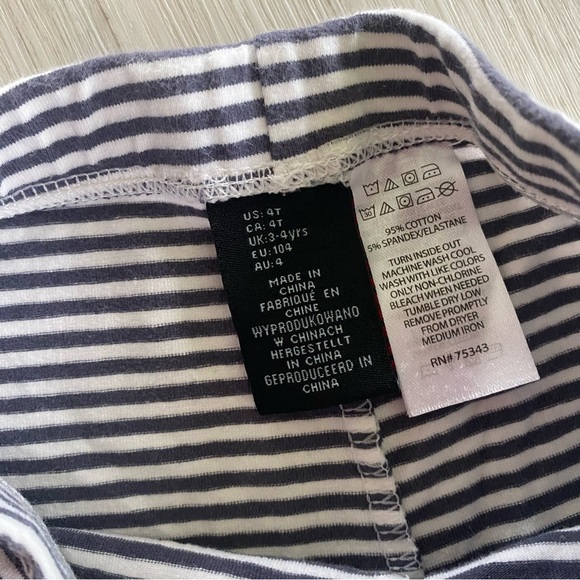 US: 4T
CA: 4T
UK: 3-4yrs
EU: 104
AU: 4
MADE IN
CHINA
FABRIQUÉ EN
CHINE
WYPRODUKOWANO
W CHINACH
HERGESTELLT
IN CHINA
GEPRODUCEERD IN
CHINA
30
95% COTTON
5% SPANDEX/ELASTANE
TURN INSIDE OUT
MACHINE WASH COOL
WASH WITH LIKE COLORS
ONLY NON-CHLORINE
BLEACH WHEN NEEDED
TUMBLE DRY LOW
REMOVE PROMPTLY
FROM DRYER
MEDIUM IRON
RN# 75343